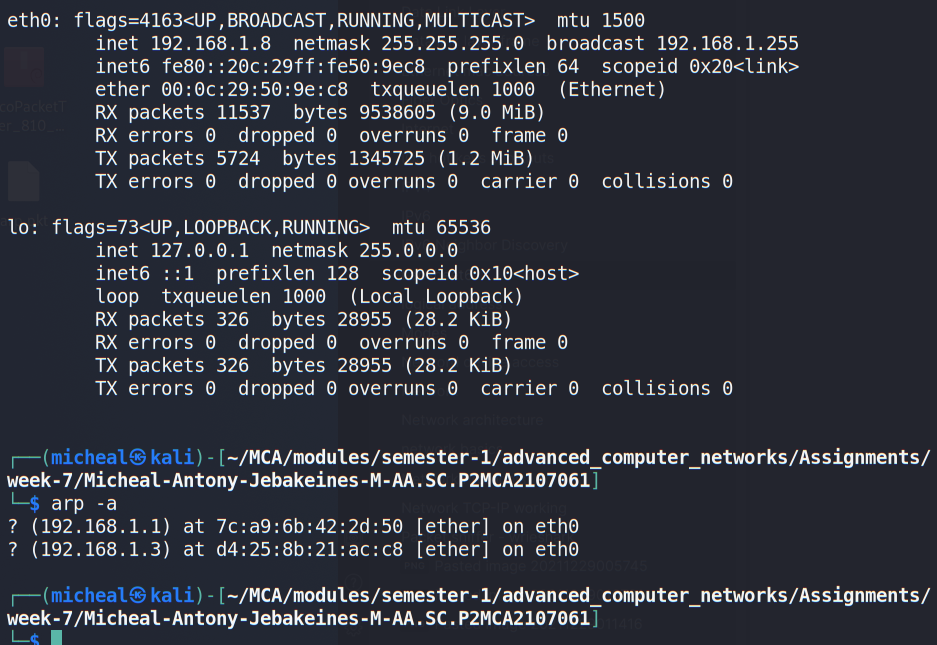 eth0: flags=4163<UP,BROADCAST,RUNNING,MULTICAST>  mtu 1500
        inet 192.168.1.8  netmask 255.255.255.0  broadcast 192.168.1.255
        inet6 fe80::20c:29ff:fe50:9ec8  prefixlen 64  scopeid 0x20<link>
        ether 00:0c:29:50:9e:c8  txqueuelen 1000  (Ethernet)
        RX packets 11537  bytes 9538605 (9.0 MiB)
        RX errors 0  dropped 0  overruns 0  frame 0
        TX packets 5724  bytes 1345725 (1.2 MiB)
        TX errors 0  dropped 0 overruns 0  carrier 0  collisions 0
lo: flags=73<UP,LOOPBACK,RUNNING>  mtu 65536
        inet 127.0.0.1  netmask 255.0.0.0
        inet6 ::1  prefixlen 128  scopeid 0x10<host>
        loop  txqueuelen 1000  (Local Loopback)
        RX packets 326  bytes 28955 (28.2 KiB)
        RX errors 0  dropped 0  overruns 0  frame 0
        TX packets 326  bytes 28955 (28.2 KiB)
        TX errors 0  dropped 0 overruns 0  carrier 0  collisions 0
Network architecture
┌──(micheal㉿kali)-[~/MCA/modules/semester-1/advanced_computer_networks/Assignments/
week-7/Micheal-Antony-Jebakeines-M-AA.SC.P2MCA2107061]
└─$ arp -a
? (192.168.1.1) at 7c:a9:6b:42:2d:50 [ether] on eth0
? (192.168.1.3) at d4:25:8b:21:ac:c8 [ether] on eth0
Pasted image 20211229005745
┌──(micheal㉿kali)-[~/MCA/modules/semester-1/advanced_computer_networks/Assignments/
week-7/Micheal-Antony-Jebakeines-M-AA.SC.P2MCA2107061]
└─$